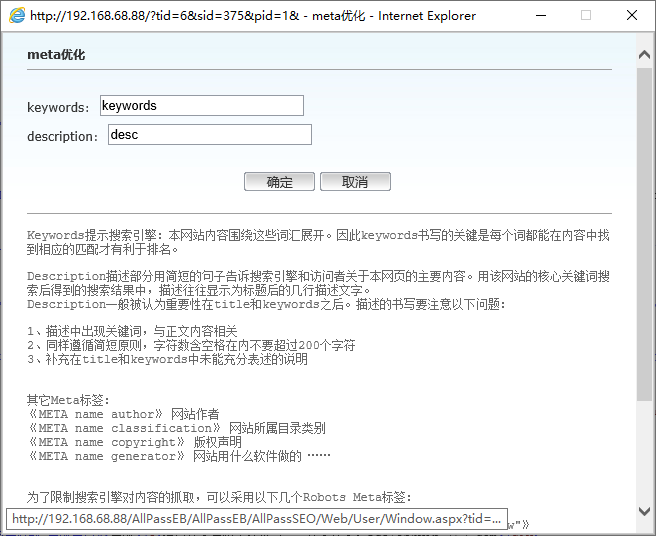 http://192.168.68.88/?tid=6&sid=375&pid=1& - meta优化 - Internet Explorer
meta优化
keywords： keywords
description： desc
确定 取消
Keywords提示搜索引擎：本网站内容围绕这些词汇展开。因此keywords书写的关键是每个词都能在内容中找
到相应的匹配才有利于排名。
Description描述部分用简短的句子告诉搜索引擎和访问者关于本网页的主要内容。用该网站的核心关键词搜
索后得到的搜索结果中，描述往往显示为标题后的几行描述文字。
Description一般被认为重要性在title和keywords之后。描述的书写要注意以下问题：
1、描述中出现关键词，与正文内容相关
2、同样遵循简短原则，字符数含空格在内不要超过200个字符
3、补充在title和keywords中未能充分表述的说明
其它Meta标签：
《META name author》 网站作者
《META name classification》 网站所属目录类别
《META name copyright》 版权声明
《META name generator》 网站用什么软件做的 ……
为了限制搜索引擎对内容的抓取，可以采用以下几个Robots Meta标签：
http://192.168.68.88/AllPassEB/AllPassEB/AllPassSEO/Web/User/Window.aspx?tid=... w"》